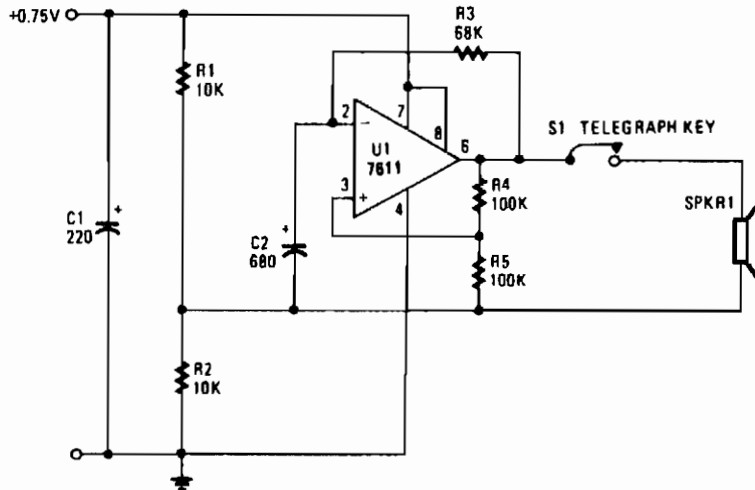 +0.75V
R1
10K
R3
68K
2
−
7
8
U1
7611
6
3
+
4
S1 TELEGRAPH KEY
R4
100K
SPKR1
C1
220
+
C2
680
+
R5
100K
R2
10K